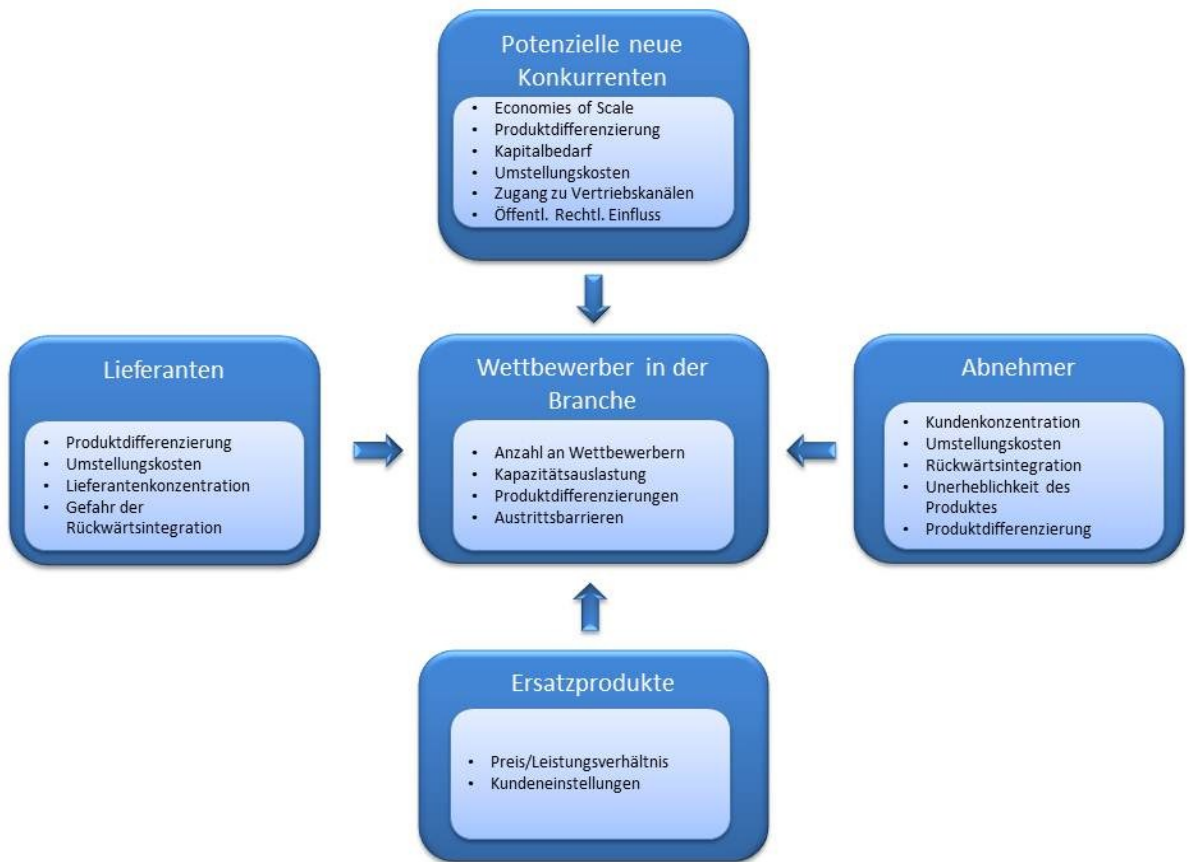 Potenzielle neue
Konkurrenten
• Economies of Scale
• Produktdifferenzierung
• Kapitalbedarf
• Umstellungskosten
• Zugang zu Vertriebskanälen
• Öffentl. Rechtl. Einfluss
Lieferanten
• Produktdifferenzierung
• Umstellungskosten
• Lieferantenkonzentration
• Gefahr der
Rückwärtsintegration
Wettbewerber in der
Branche
• Anzahl an Wettbewerbern
• Kapazitätsauslastung
• Produktdifferenzierungen
• Austrittsbarrieren
Abnehmer
• Kundenkonzentration
• Umstellungskosten
• Rückwärtsintegration
• Unerheblichkeit des
Produktes
• Produktdifferenzierung
Ersatzprodukte
• Preis/Leistungsverhältnis
• Kundeneinstellungen